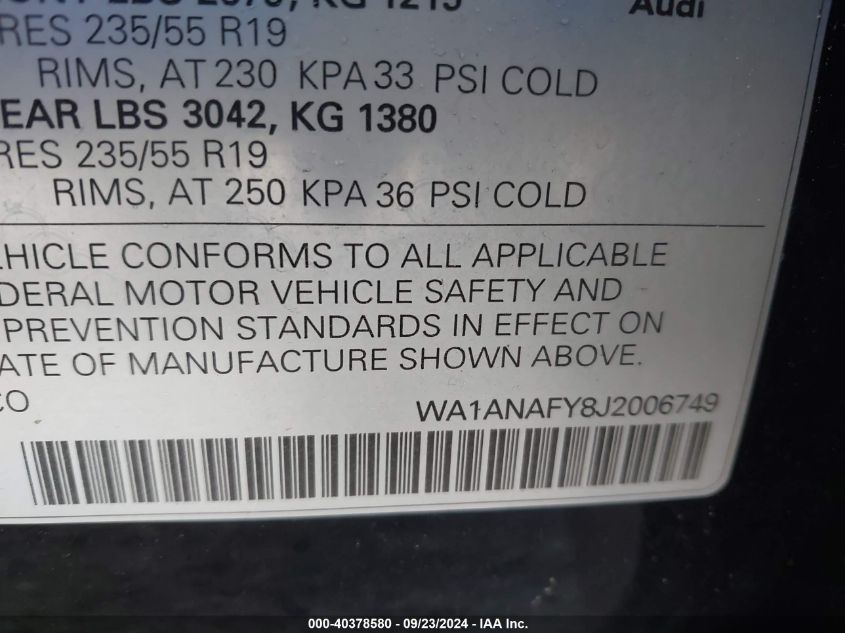 Audi
RES 235/55 R19
RIMS, AT 230 KPA 33 PSI COLD
EAR LBS 3042, KG 1380
RES 235/55 R19
RIMS, AT 250 KPA 36 PSI COLD
EHICLE CONFORMS TO ALL APPLICABLE
DERAL MOTOR VEHICLE SAFETY AND
PREVENTION STANDARDS IN EFFECT ON
ATE OF MANUFACTURE SHOWN ABOVE.
CO
WA1ANAFY8J2006749
000-40378580 - 09/23/2024 - IAA Inc.